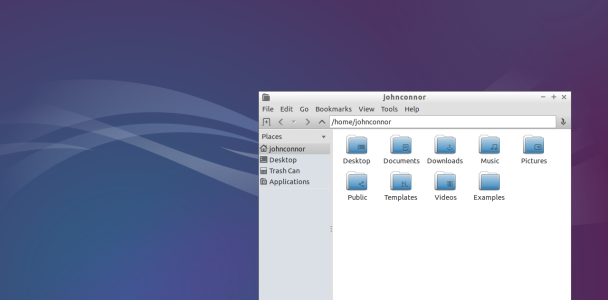 johnconnor
File Edit Go Bookmarks View Tools Help
/home/johnconnor
Places
johnconnor
Desktop
Trash Can
Applications
Desktop Documents Downloads Music Pictures
Public Templates Videos Examples